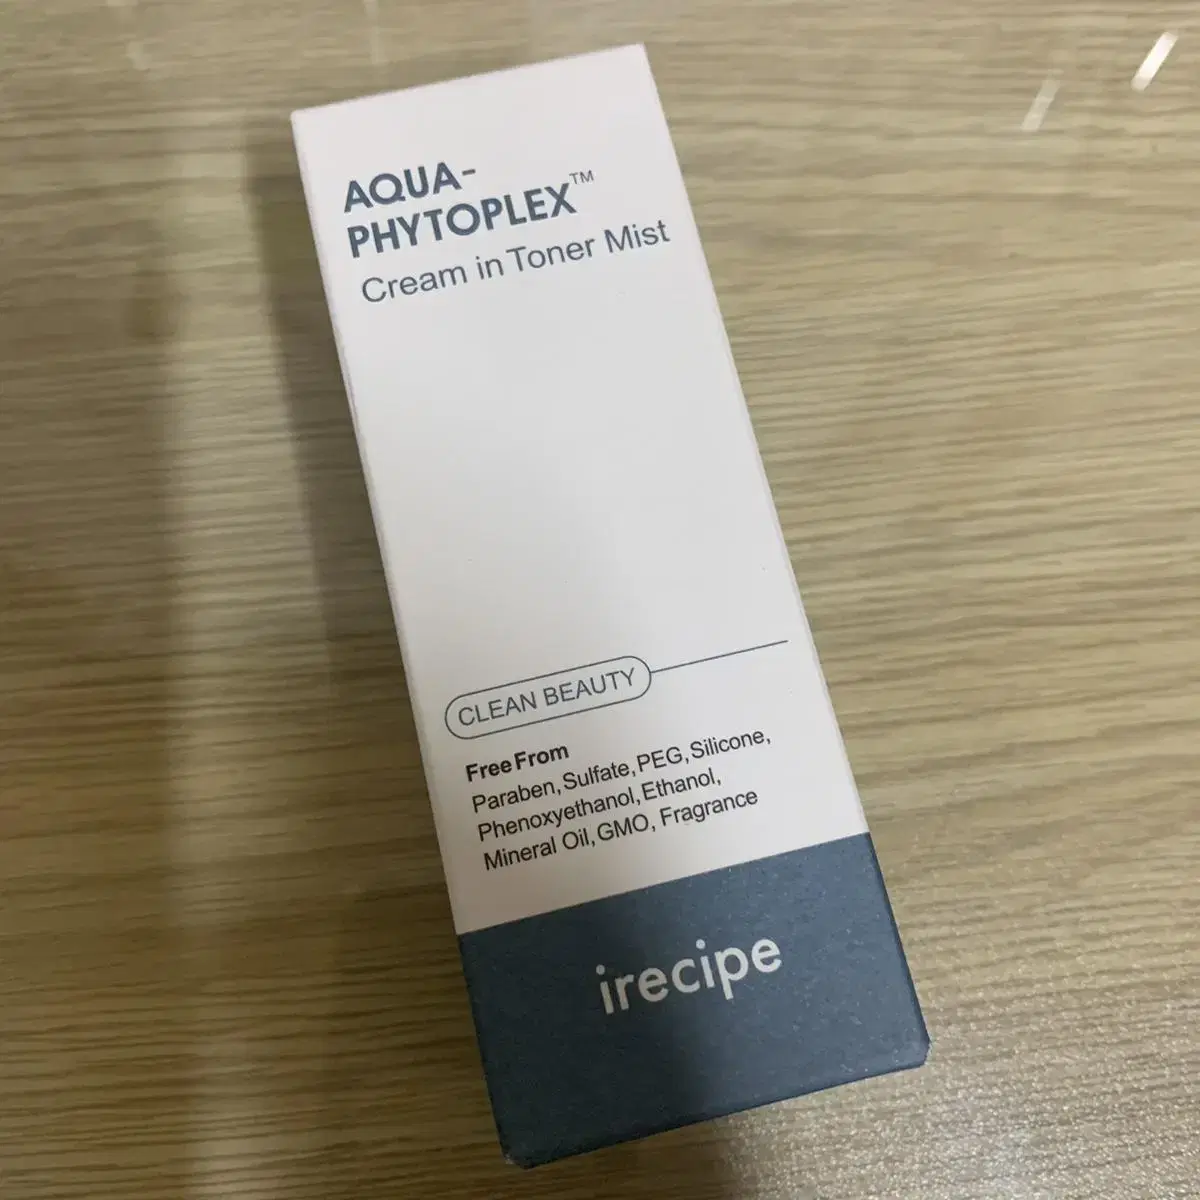 AQUA-
PHYTOPLEX™
Cream in Toner Mist
CLEAN BEAUTY
Free From
Paraben, Sulfate, PEG, Silicone,
Phenoxyethanol, Ethanol,
Mineral Oil, GMO, Fragrance
irecipe